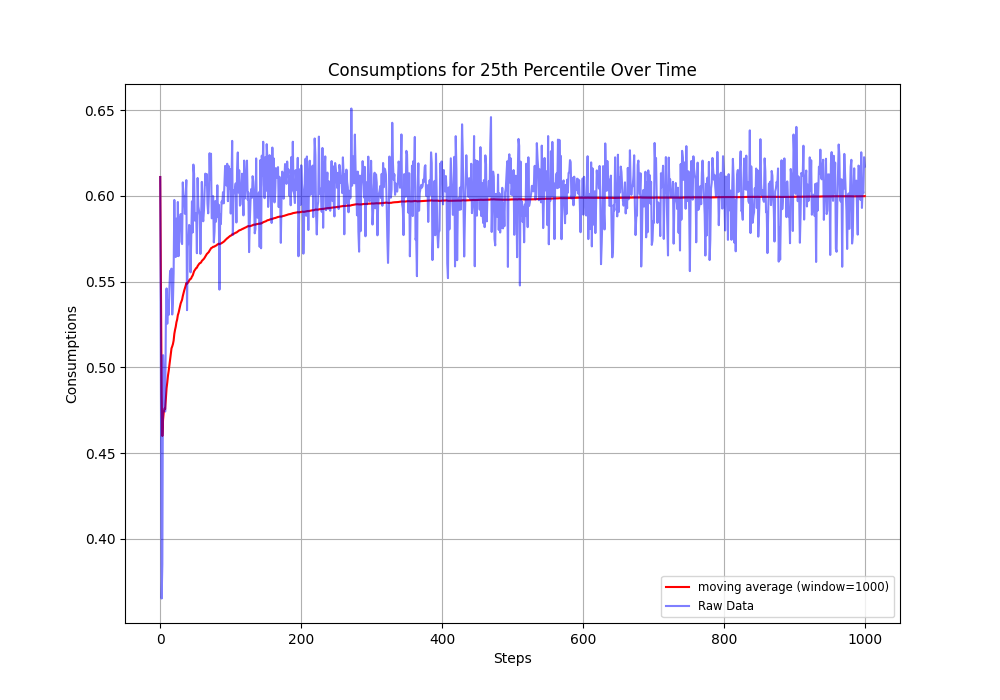 Consumptions for 25th Percentile Over Time
0.65
0.60
0.55
0.50
0.45
0.40
Consumptions
0
200
400
600
800
1000
Steps
moving average (window=1000)
Raw Data